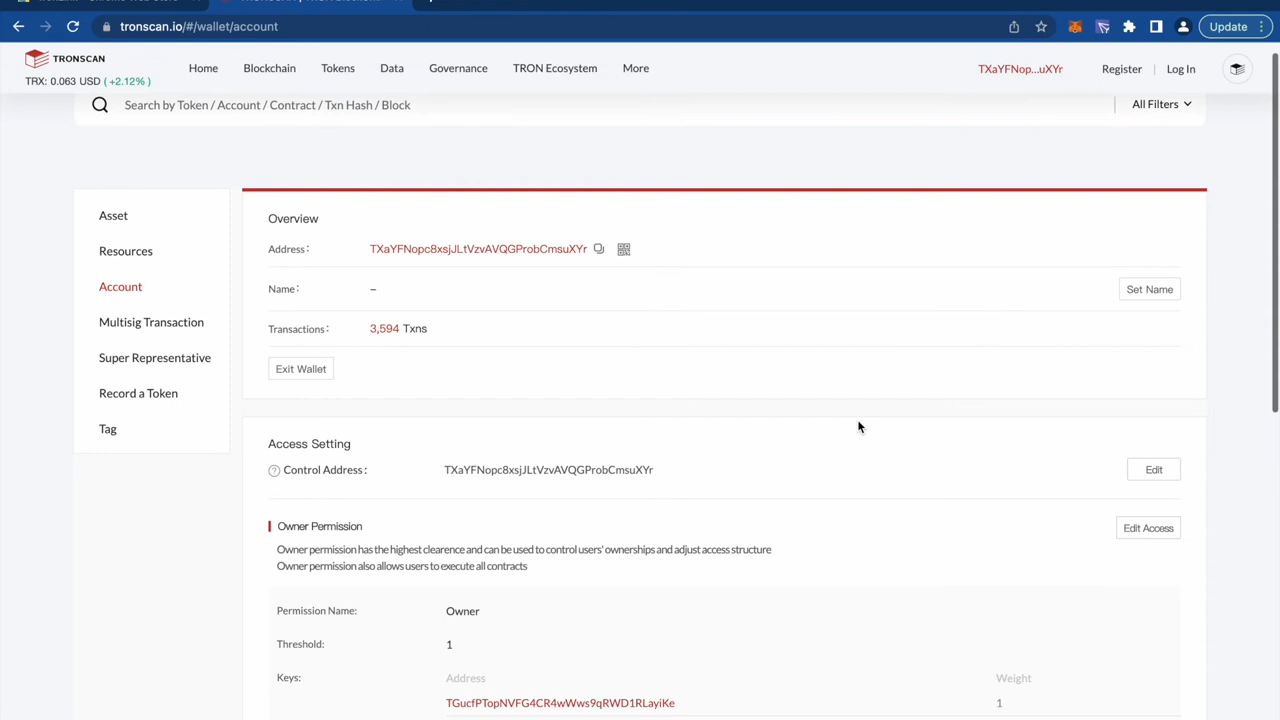 tronscan.io/#/wallet/account
Update
TRONSCAN
TRX: 0.063 USD (+2.12%)
Home
Blockchain
Tokens
Data
Governance
TRON Ecosystem
More
TXaYFNop...uXYr
Register
Log In
Search by Token / Account / Contract / Txn Hash / Block
All Filters
Asset
Resources
Account
Multisig Transaction
Super Representative
Record a Token
Tag
Overview
Address:
TXaYFNopc8xsjJLtVzvAVQGProbCmsuXYr
Name:
–
Set Name
Transactions:
3,594 Txns
Exit Wallet
Access Setting
? Control Address:
TXaYFNopc8xsjJLtVzvAVQGProbCmsuXYr
Edit
Owner Permission
Edit Access
Owner permission has the highest clearence and can be used to control users' ownerships and adjust access structure
Owner permission also allows users to execute all contracts
Permission Name:
Owner
Threshold:
1
Keys:
Address
Weight
TGucfPTopNVFG4CR4wWws9qRWD1RLayiKe
1